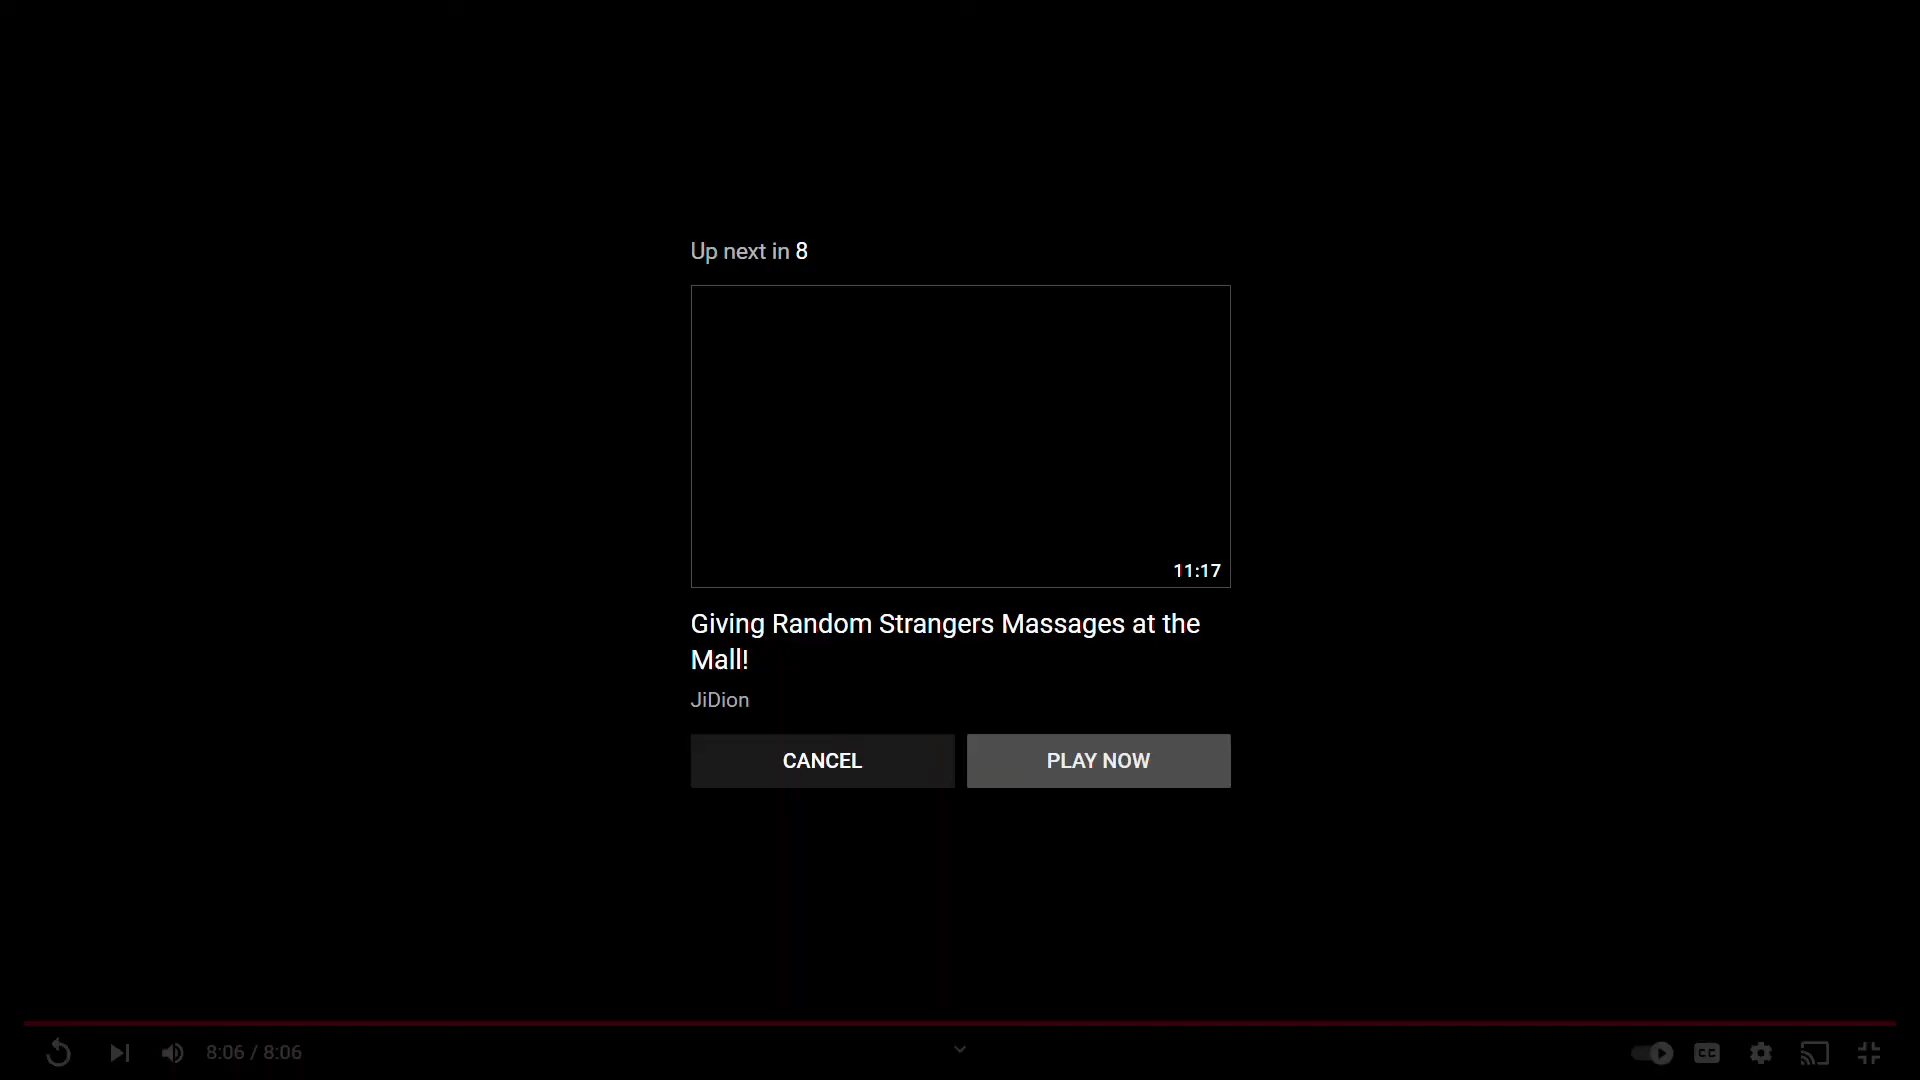 Up next in 8
11:17
Giving Random Strangers Massages at the
Mall!
JiDion
CANCEL
PLAY NOW
8:06 / 8:06
CC